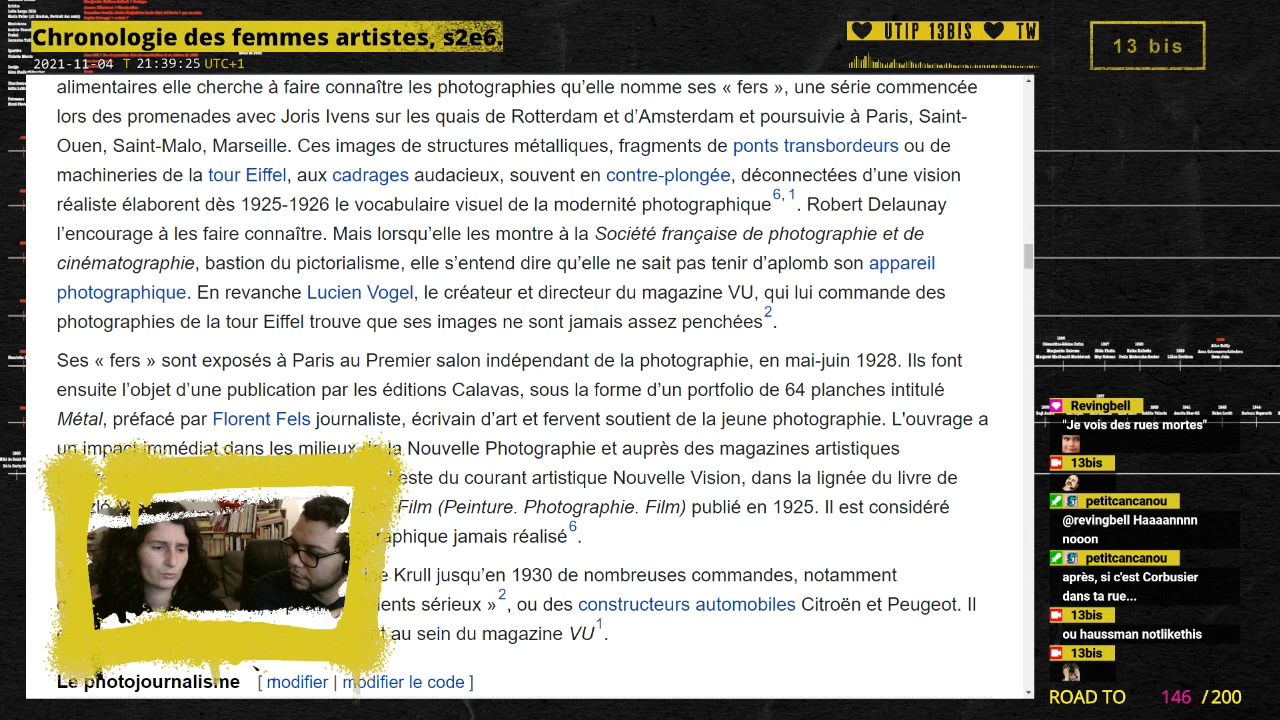 Chronologie des femmes artistes, s2e6
2021-11-04 T 21:39:25 UTC+1
UTIP 13BIS TW
13 bis
alimentaires elle cherche à faire connaître les photographies qu’elle nomme ses « fers », une série commencée
lors des promenades avec Joris Ivens sur les quais de Rotterdam et d’Amsterdam et poursuivie à Paris, Saint-
Ouen, Saint-Malo, Marseille. Ces images de structures métalliques, fragments de ponts transbordeurs ou de
machineries de la tour Eiffel, aux cadrages audacieux, souvent en contre-plongée, déconnectées d’une vision
réaliste élaborent dès 1925-1926 le vocabulaire visuel de la modernité photographique6, 1. Robert Delaunay
l’encourage à les faire connaître. Mais lorsqu’elle les montre à la Société française de photographie et de
cinématographie, bastion du pictorialisme, elle s’entend dire qu’elle ne sait pas tenir d’aplomb son appareil
photographique. En revanche Lucien Vogel, le créateur et directeur du magazine VU, qui lui commande des
photographies de la tour Eiffel trouve que ses images ne sont jamais assez penchées2.
Ses « fers » sont exposés à Paris au Premier salon indépendant de la photographie, en mai-juin 1928. Ils font
ensuite l’objet d’une publication par les éditions Calavas, sous la forme d’un portfolio de 64 planches intitulé
Métal, préfacé par Florent Fels journaliste, écrivain d’art et fervent soutien de la jeune photographie. L'ouvrage a
un impact immédiat dans les milieux la Nouvelle Photographie et auprès des magazines artistiques
este du courant artistique Nouvelle Vision, dans la lignée du livre de
Film (Peinture. Photographie. Film) publié en 1925. Il est considéré
raphique jamais réalisé6.
Krull jusqu’en 1930 de nombreuses commandes, notamment
ents sérieux »2, ou des constructeurs automobiles Citroën et Peugeot. Il
au sein du magazine VU1.
Le photojournalisme [ modifier | modifier le code ]
Revingbell
"Je vois des rues mortes"
13bis
petitcancanou
@revingbell Haaaannnn
nooon
petitcancanou
après, si c'est Corbusier
dans ta rue...
13bis
ou haussman notlikethis
13bis
ROAD TO 146 / 200